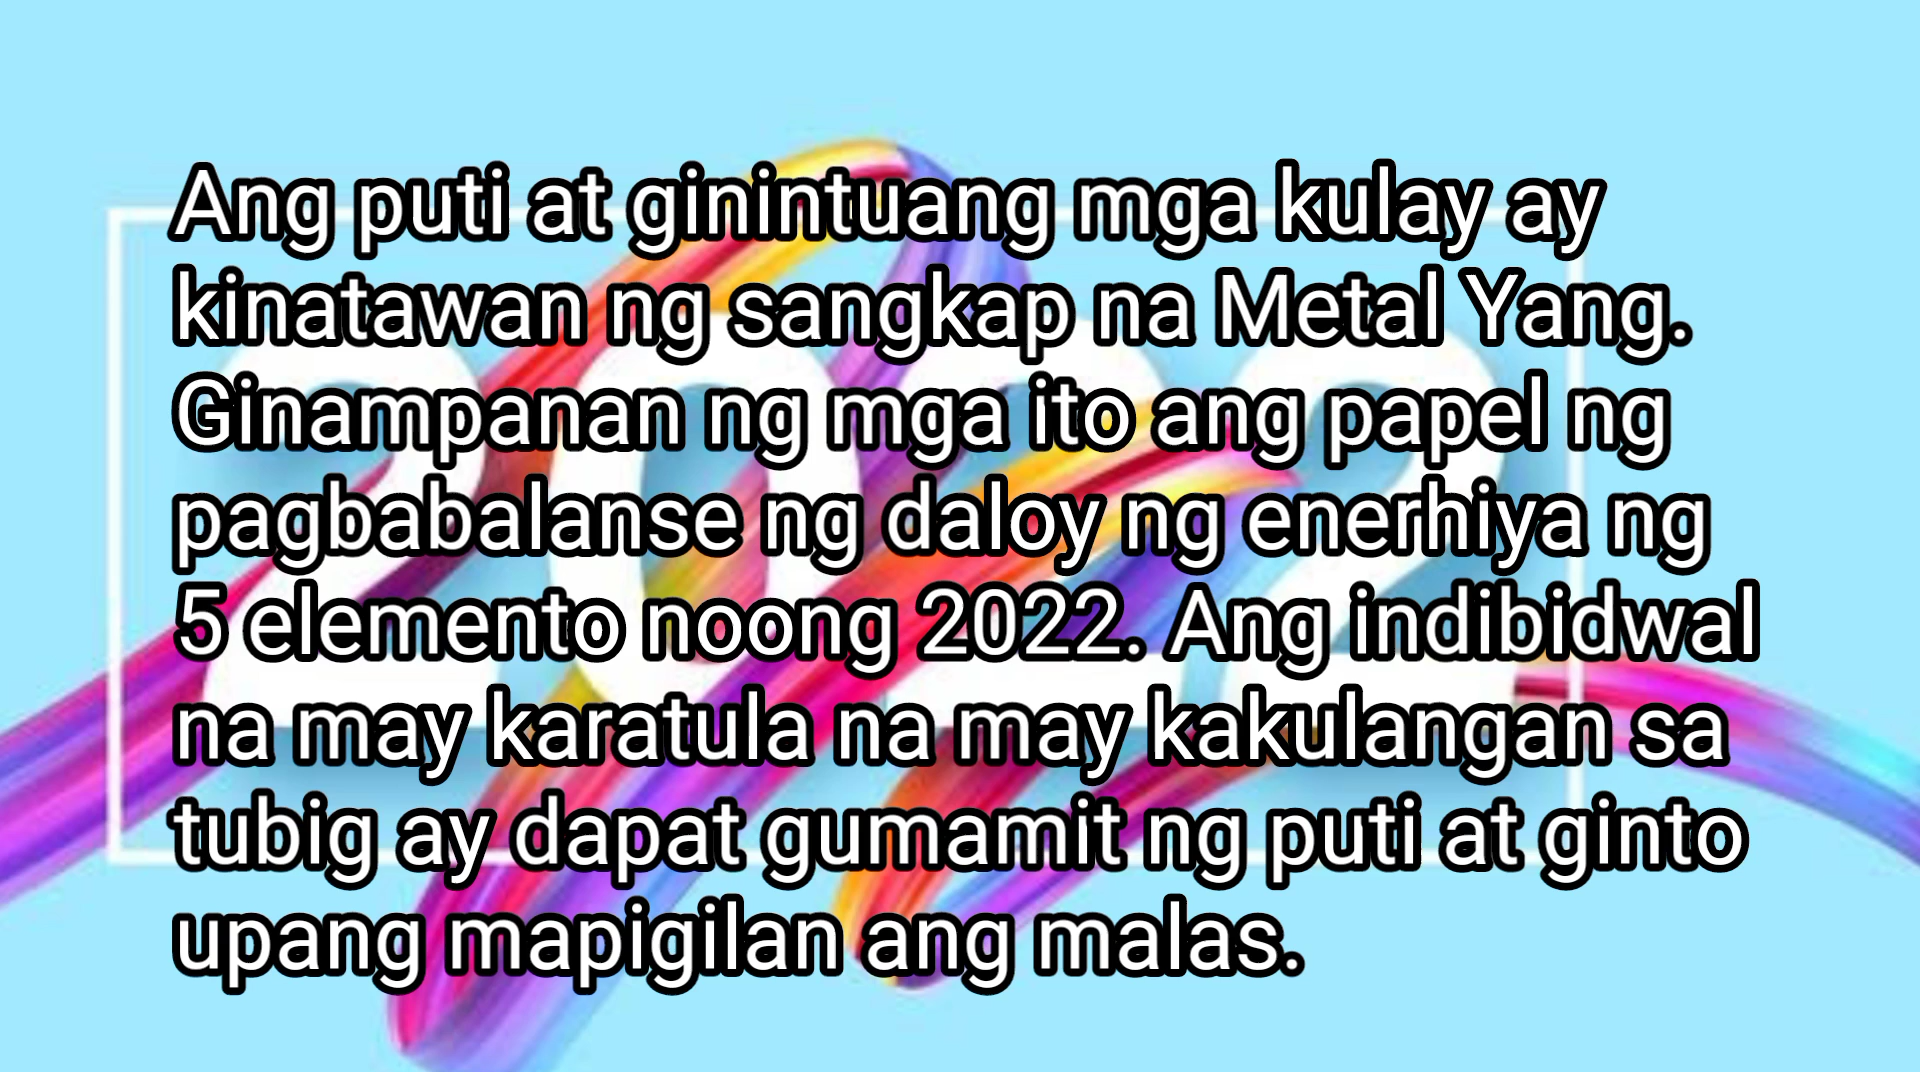 Ang puti at ginintuang mga kulay ay
kinatawan ng sangkap na Metal Yang.
Ginampanan ng mga ito ang papel ng
pagbabalanse ng daloy ng enerhiya ng
5 elemento noong 2022. Ang indibidwal
na may karatula na may kakulangan sa
tubig ay dapat gumamit ng puti at ginto
upang mapigilan ang malas.
2022